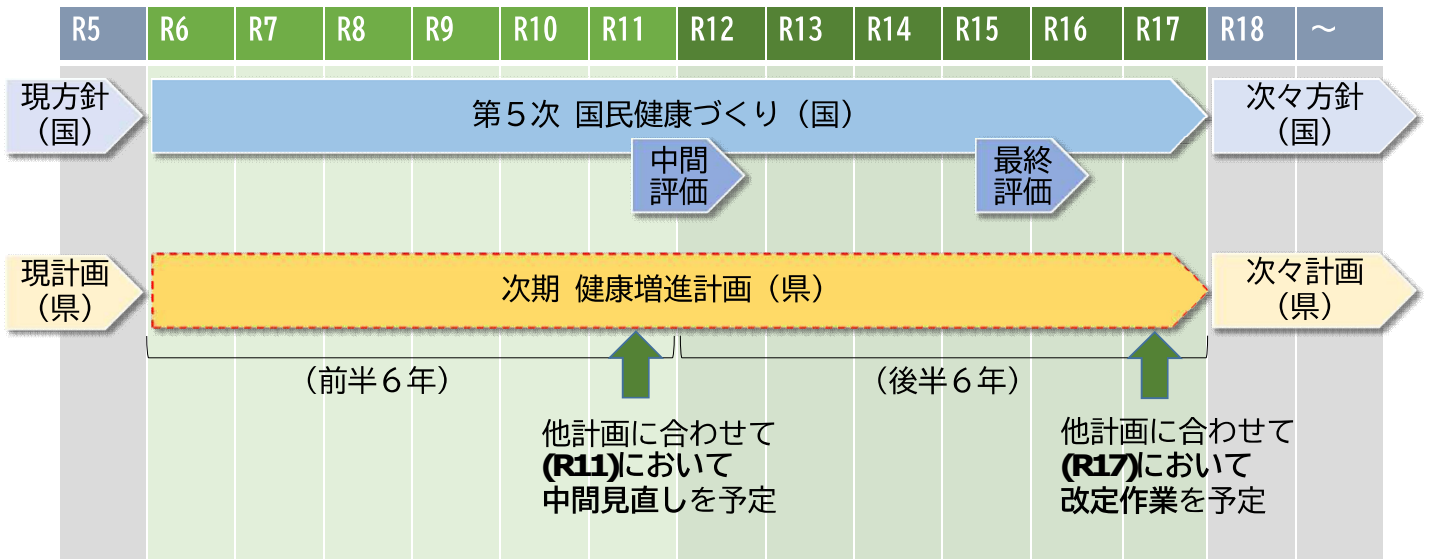 R5 R6 R7 R8 R9 R10 R11 R12 R13 R14 R15 R16 R17 R18 ～
現方針
（国）
第５次 国民健康づくり（国）
次々方針
（国）
中間
評価
最終
評価
現計画
（県）
次期 健康増進計画（県）
次々計画
（県）
（前半６年）
（後半６年）
他計画に合わせて
(R11)において
中間見直しを予定
他計画に合わせて
(R17)において
改定作業を予定